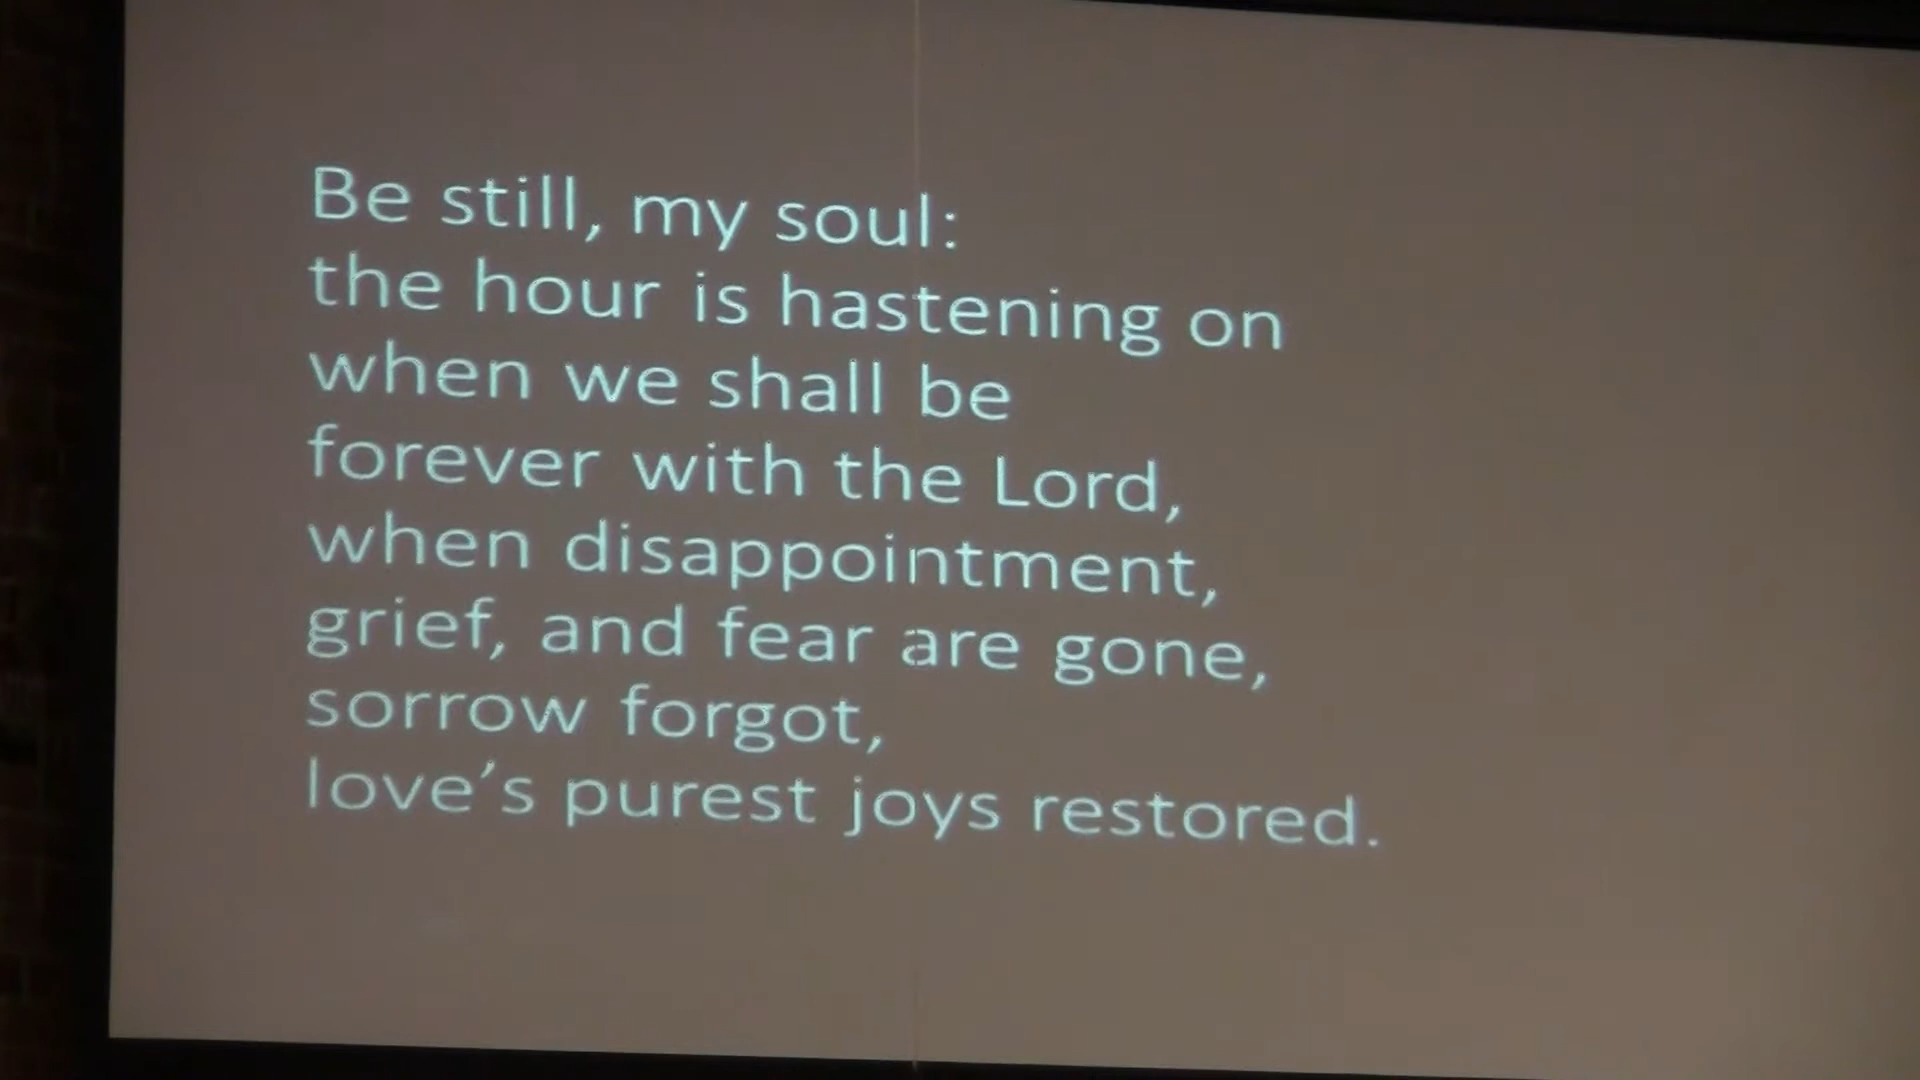 Be still, my soul:
the hour is hastening on
when we shall be
forever with the Lord,
when disappointment,
grief, and fear are gone,
sorrow forgot,
love’s purest joys restored.